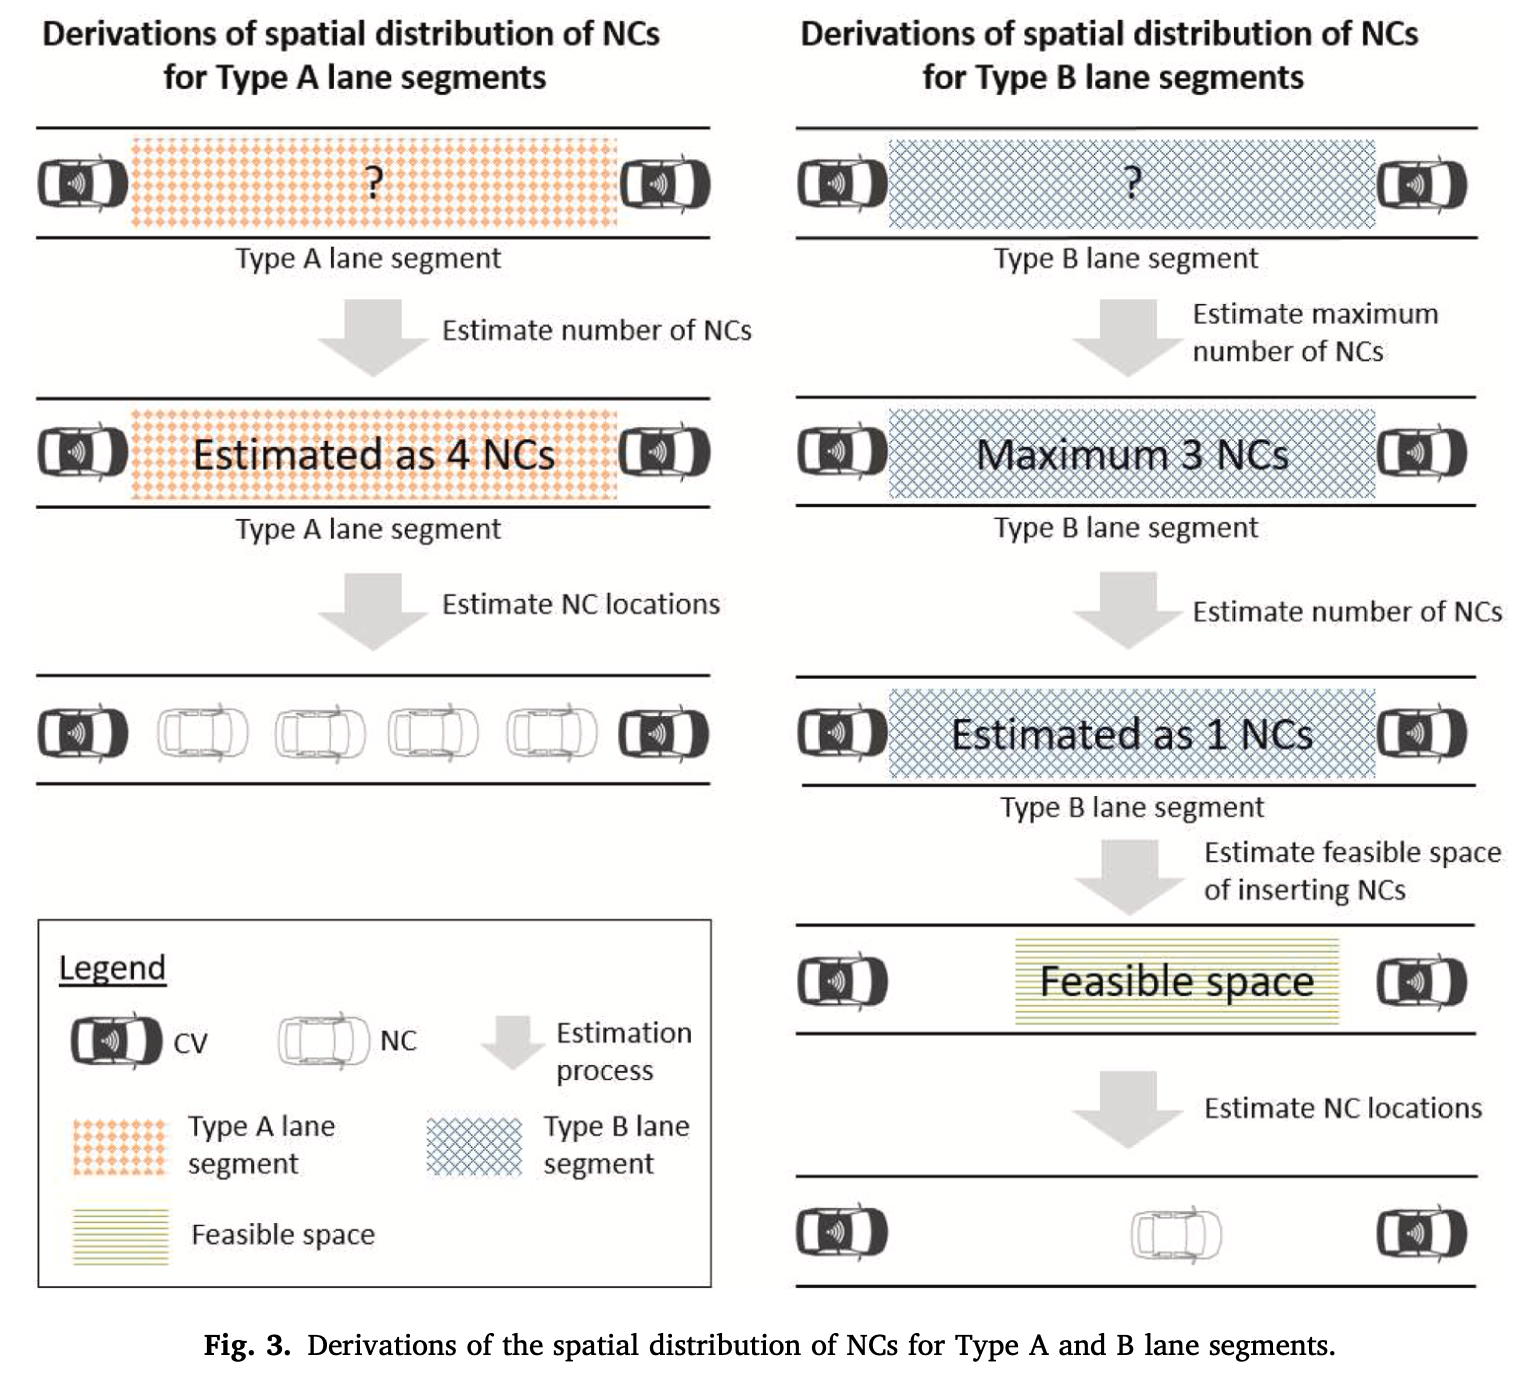 Derivations of spatial distribution of NCs
for Type A lane segments
?
Type A lane segment
Estimate number of NCs
Estimated as 4 NCs
Type A lane segment
Estimate NC locations
Legend
CV
NC
Estimation
process
Type A lane
segment
Type B lane
segment
Feasible space
Derivations of spatial distribution of NCs
for Type B lane segments
?
Type B lane segment
Estimate maximum
number of NCs
Maximum 3 NCs
Type B lane segment
Estimate number of NCs
Estimated as 1 NCs
Type B lane segment
Estimate feasible space
of inserting NCs
Feasible space
Estimate NC locations
Fig. 3. Derivations of the spatial distribution of NCs for Type A and B lane segments.